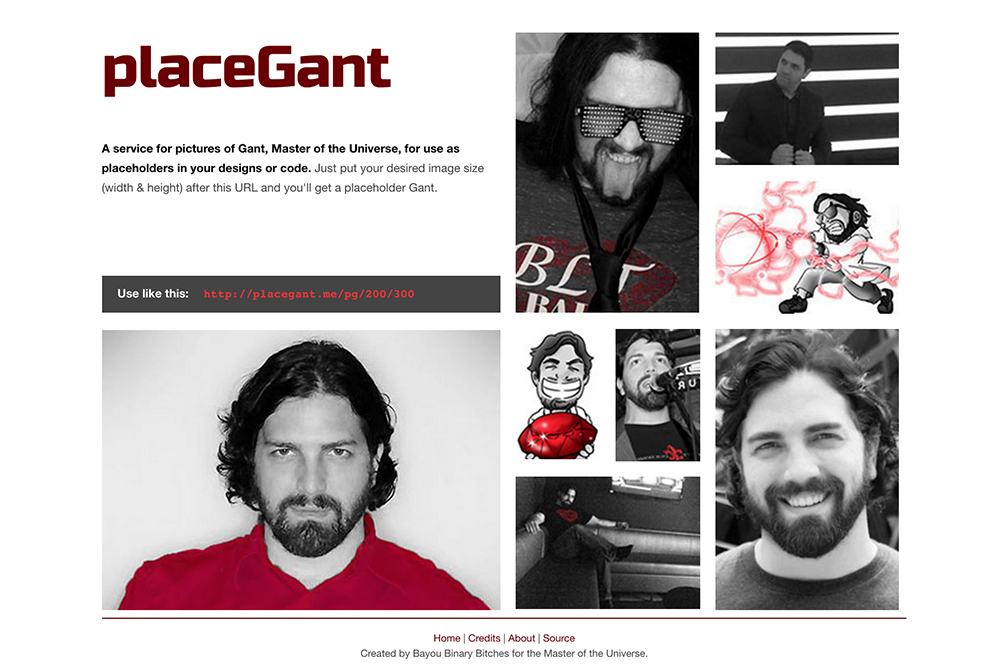 placeGant
A service for pictures of Gant, Master of the Universe, for use as
placeholders in your designs or code. Just put your desired image size
(width & height) after this URL and you'll get a placeholder Gant.
Use like this: http://placegant.me/pg/200/300
BLT
BAI
Home | Credits | About | Source
Created by Bayou Binary Bitches for the Master of the Universe.